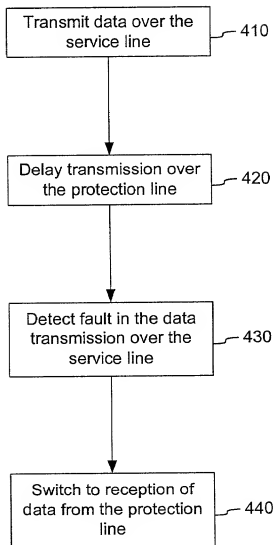 Transmit data over the
service line
410
Delay transmission over
the protection line
420
Detect fault in the data
transmission over the
service line
430
Switch to reception of
data from the protection
line
440